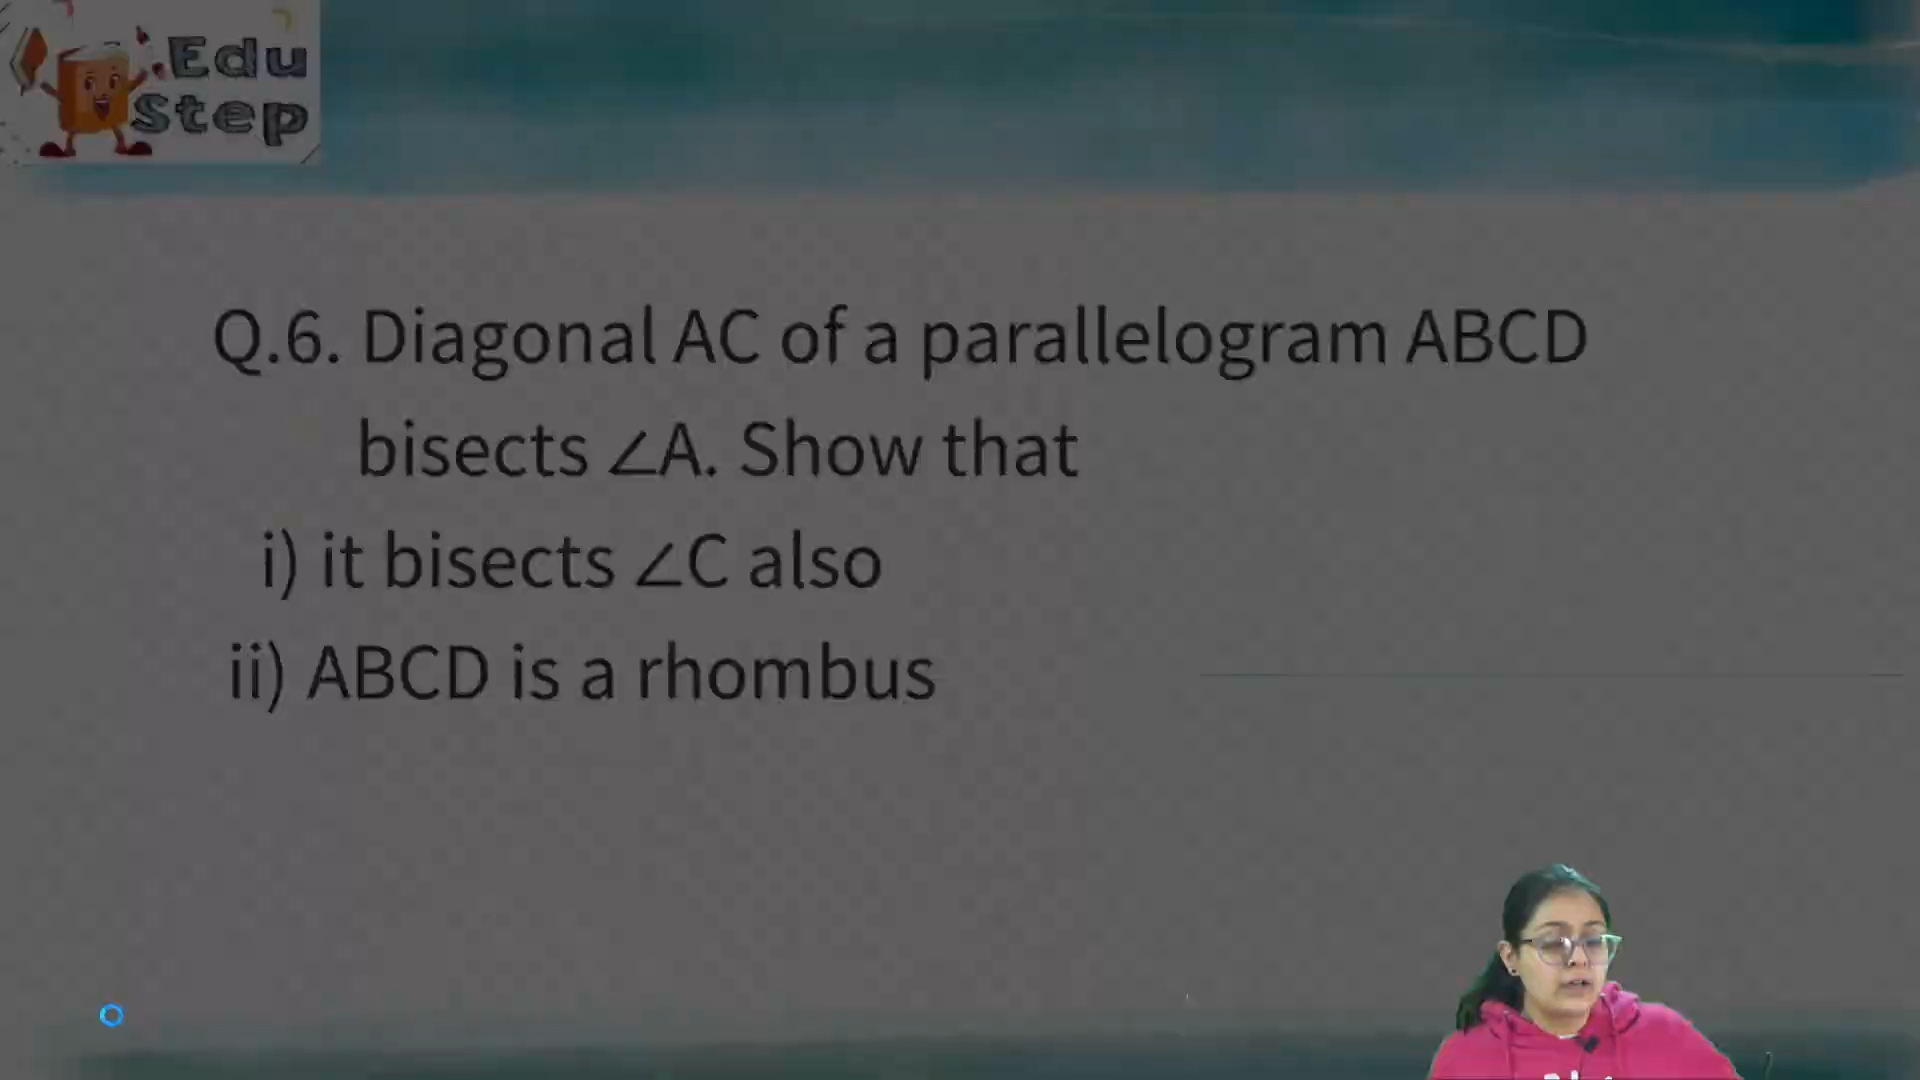 Edu
Step
Q.6. Diagonal AC of a parallelogram ABCD
bisects ∠A. Show that
i) it bisects ∠C also
ii) ABCD is a rhombus